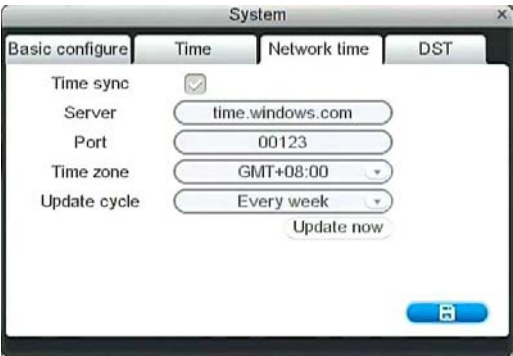 System x
Basic configure Time Network time DST
Time sync
Server time.windows.com
Port 00123
Time zone GMT+08:00
Update cycle Every week
Update now